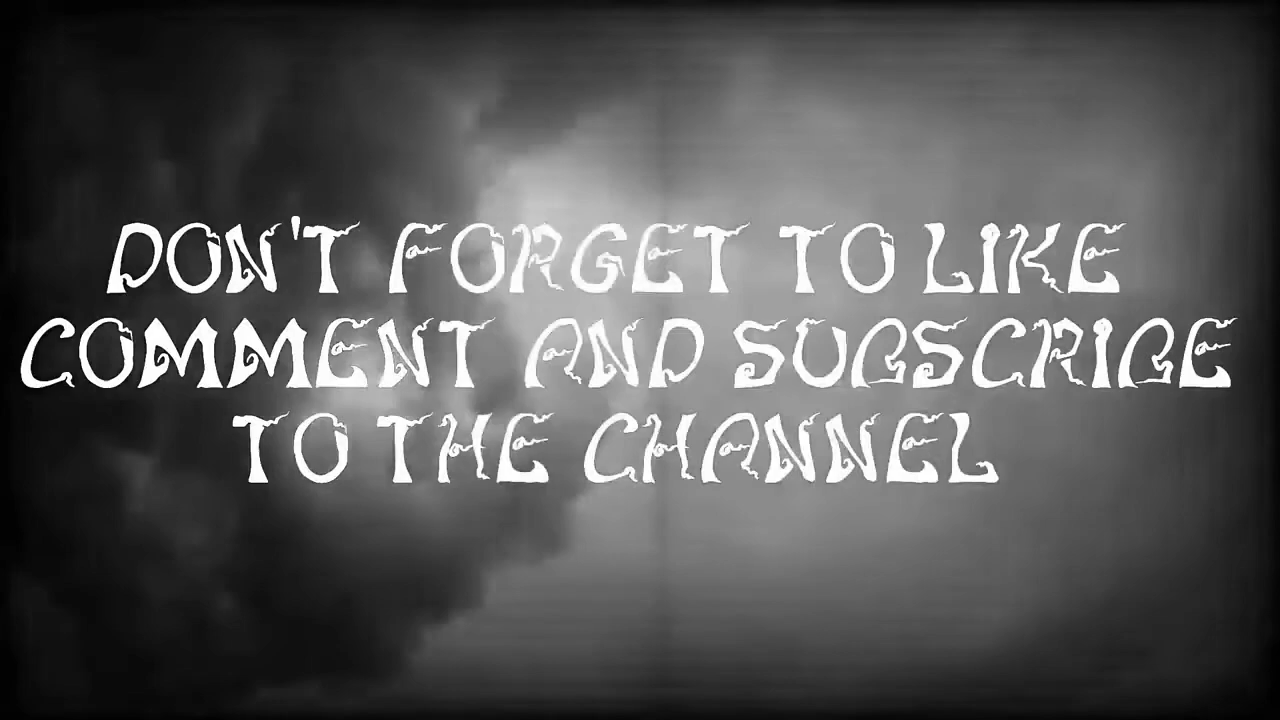 DON'T FORGET TO LIKE
COMMENT AND SUBSCRIBE
TO THE CHANNEL